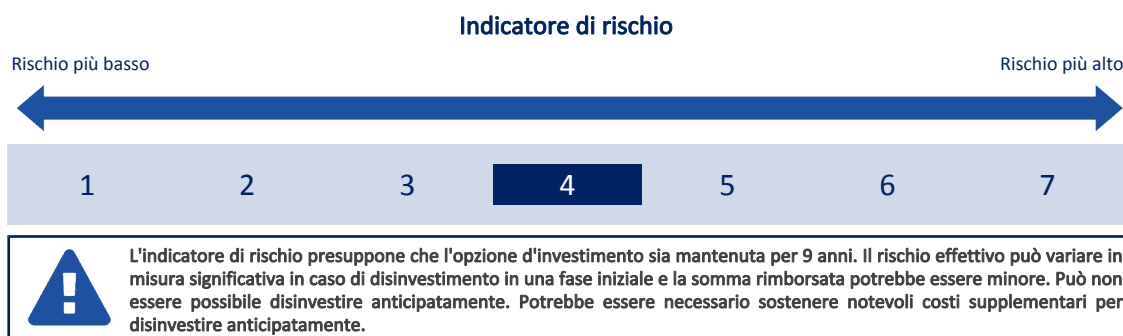 Indicatore di rischio
Rischio più basso
Rischio più alto
1 2 3 4 5 6 7
L'indicatore di rischio presuppone che l'opzione d'investimento sia mantenuta per 9 anni. Il rischio effettivo può variare in
misura significativa in caso di disinvestimento in una fase iniziale e la somma rimborsata potrebbe essere minore. Può non
essere possibile disinvestire anticipatamente. Potrebbe essere necessario sostenere notevoli costi supplementari per
disinvestire anticipatamente.